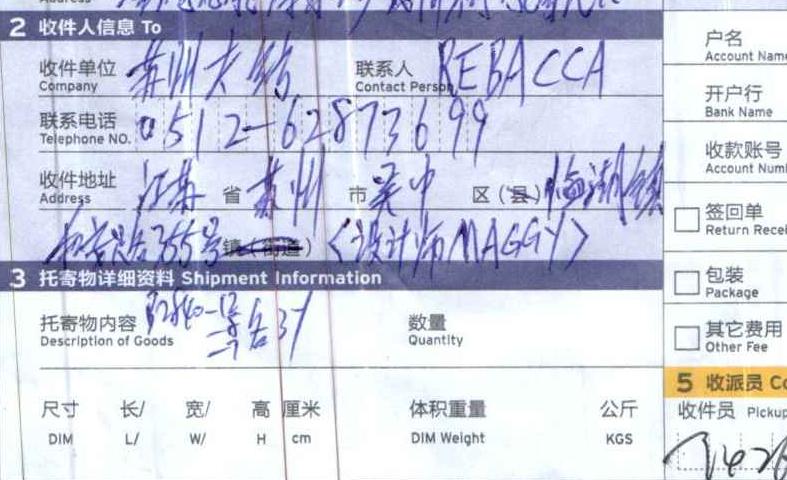 Address
2 收件人信息 To
收件单位 苏州大 联系人 REBACCA
Company Contact Person
户名
Account Name
联系电话 0512-62873699
Telephone NO.
开户行
Bank Name
收件地址 江苏 省 苏州 市 吴中 区（县）临湖镇
Address
收款账号
Account Num
355号 镇（街道） 〈设计师MAGGY〉
签回单
Return Recei
3 托寄物详细资料 Shipment Information
包装
Package
托寄物内容 数量
Description of Goods Quantity
其它费用
Other Fee
5 收派员 Co
尺寸 长/ 宽/ 高 厘米 体积重量 公斤
DIM L/ W/ H cm DIM Weight KGS
收件员 Pickup